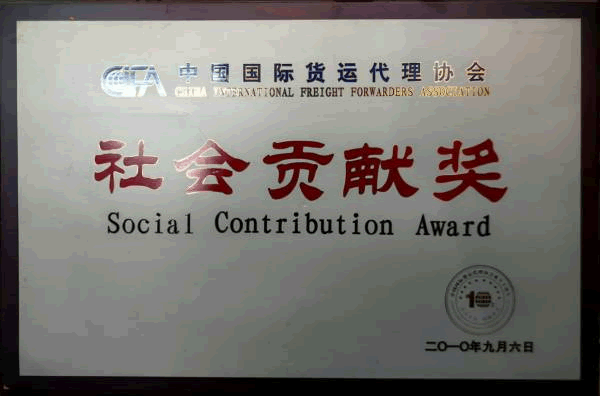 CIFA 中国国际货运代理协会
CHINA INTERNATIONAL FREIGHT FORWARDERS ASSOCIATION
社会贡献奖
Social Contribution Award
10
二〇一〇年九月六日